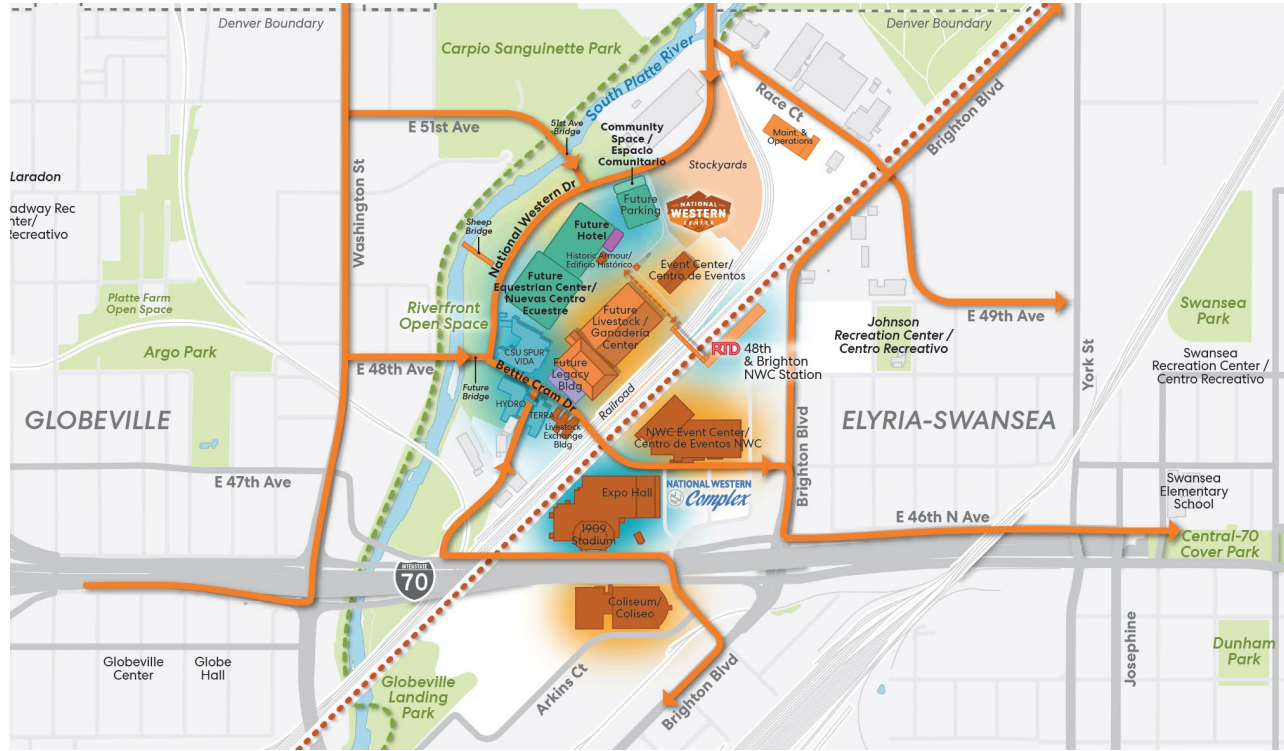 Denver Boundary
Denver Boundary
Carpio Sanguinette Park
South Platte River
E 51st Ave
51st Ave
Bridge
Community
Space /
Espacio
Comunitario
Race Ct
Maint. &
Operations
Brighton Blvd
Stockyards
Laradon
adway Rec
nter/
Recreativo
Washington St
National Western Dr
Sheep
Bridge
Future
Parking
NATIONAL
WESTERN
CENTER
Future
Hotel
Historic Armour/
Edificio Histórico
Event Center/
Centro de Eventos
Future
Equestrian Center/
Nuevas Centro
Ecuestre
Platte Farm
Open Space
Riverfront
Open Space
Argo Park
Future
Livestock /
Ganadería
Center
E 49th Ave
Swansea
Park
Johnson
Recreation Center /
Centro Recreativo
York St
Swansea
Recreation Center /
Centro Recreativo
RTD
48th
& Brighton
NWC Station
CSU SPUR
VIDA
Future
Legacy
Bldg
E 48th Ave
Future
Bridge
Bettie Cram Dr
HYDRO
TERRA
Livestock
Exchange
Bldg
Railroad
GLOBEVILLE
ELYRIA-SWANSEA
NWC Event Center/
Centro de Eventos NWC
Brighton Blvd
E 47th Ave
Expo Hall
NATIONAL WESTERN
Complex
1909
Stadium
Swansea
Elementary
School
E 46th N Ave
Central-70
Cover Park
INTERSTATE
70
Coliseum/
Coliseo
Globeville
Center
Globe
Hall
Globeville
Landing
Park
Arkins Ct
Brighton Blvd
Josephine
Dunham
Park